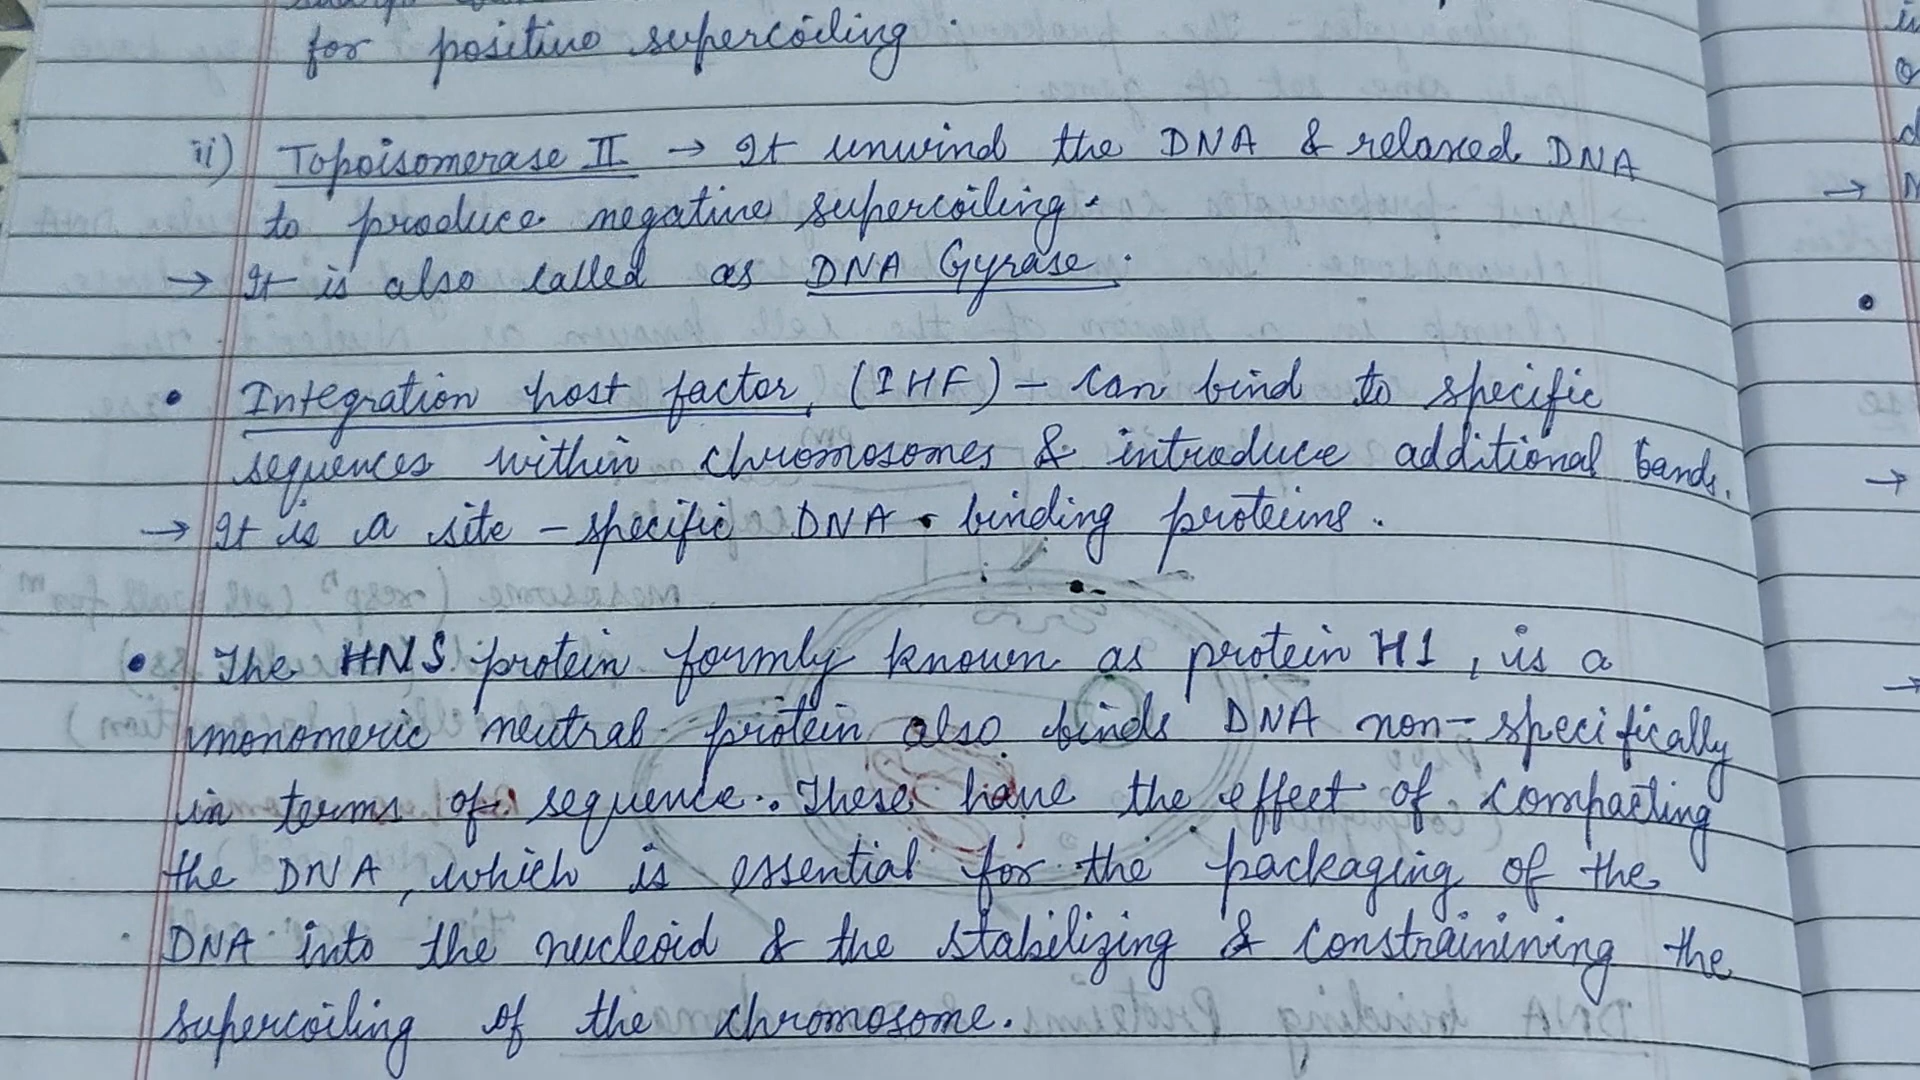 for positive supercoiling.
ii) Topoisomerase II → It unwind the DNA & relaxed DNA
to produce negative supercoiling.
→ It is also called as DNA Gyrase.
• Integration host factor, (IHF) – Can bind to specific
sequences within chromosomes & introduce additional bands.
→ It is a site – specific DNA - binding proteins.
• The HNS protein formly known as protein H1, is a
monomeric neutral protein also binds DNA non-specifically
in terms of sequence. These have the effect of compacting
the DNA, which is essential for the packaging of the
DNA into the nucleoid & the stabilizing & constrainining the
supercoiling of the chromosome.